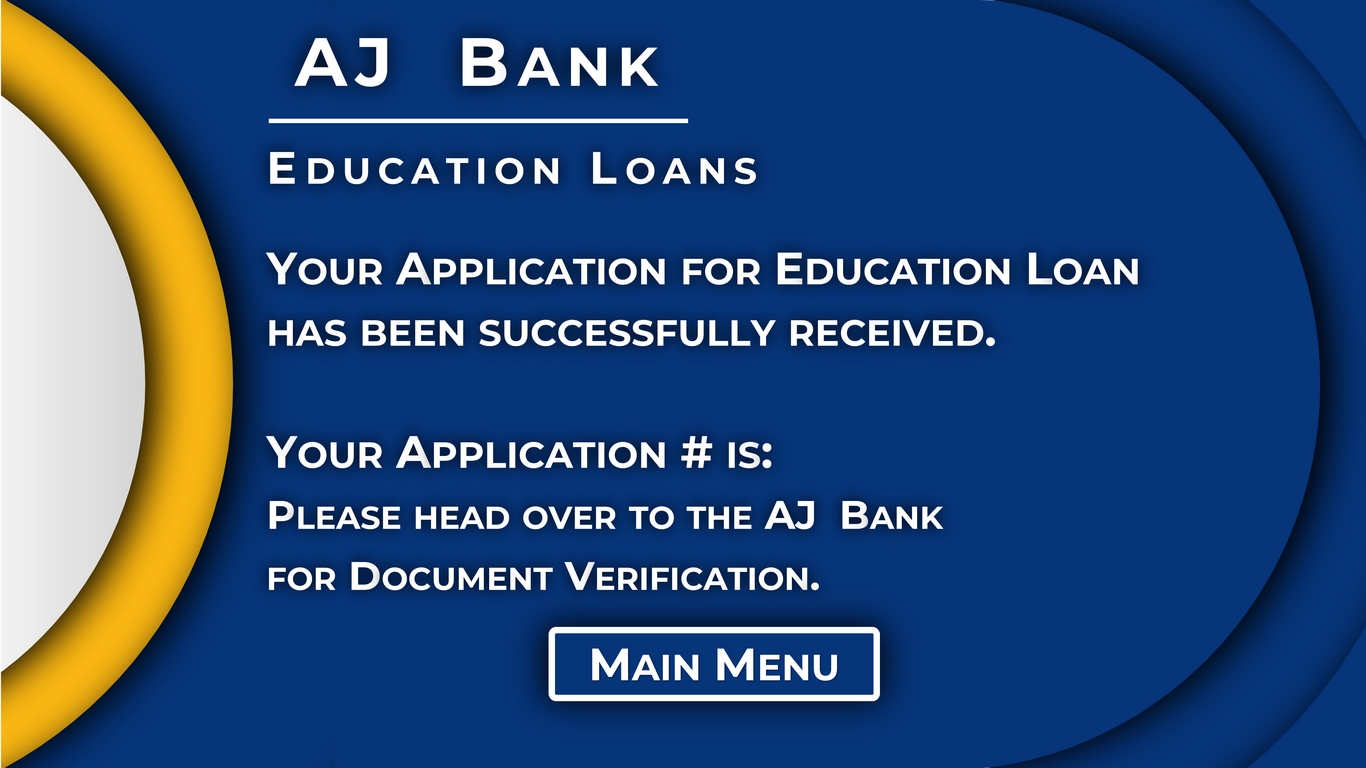 AJ Bank
Education Loans
Your Application for Education Loan
has been successfully received.
Your Application # is:
Please head over to the AJ Bank
for Document Verification.
Main Menu